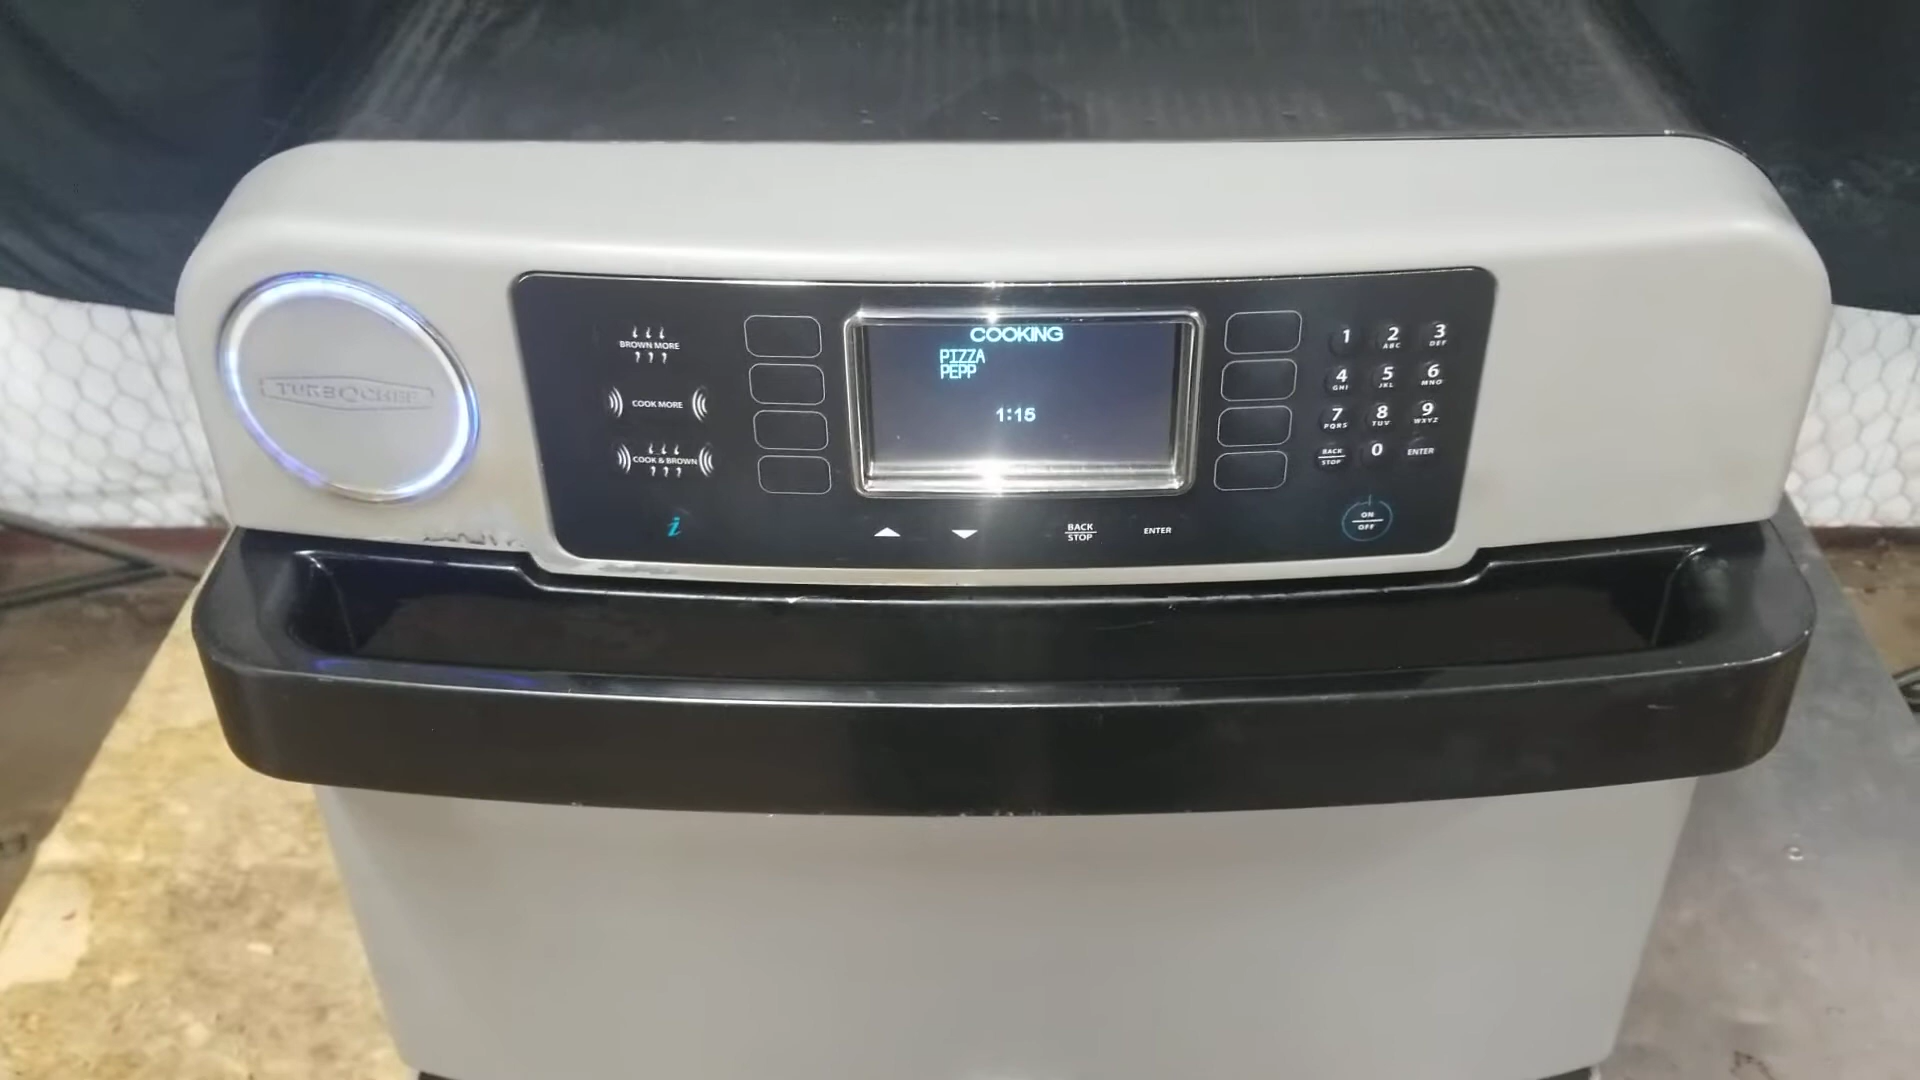 TURBOCHEF
BROWN MORE
COOK MORE
COOK & BROWN
i
COOKING
PIZZA
PEPP
1:15
BACK
STOP
ENTER
1
2
ABC
3
DEF
4
GHI
5
JKL
6
MNO
7
PQRS
8
TUV
9
WXYZ
BACK
STOP
0
ENTER
ON
OFF